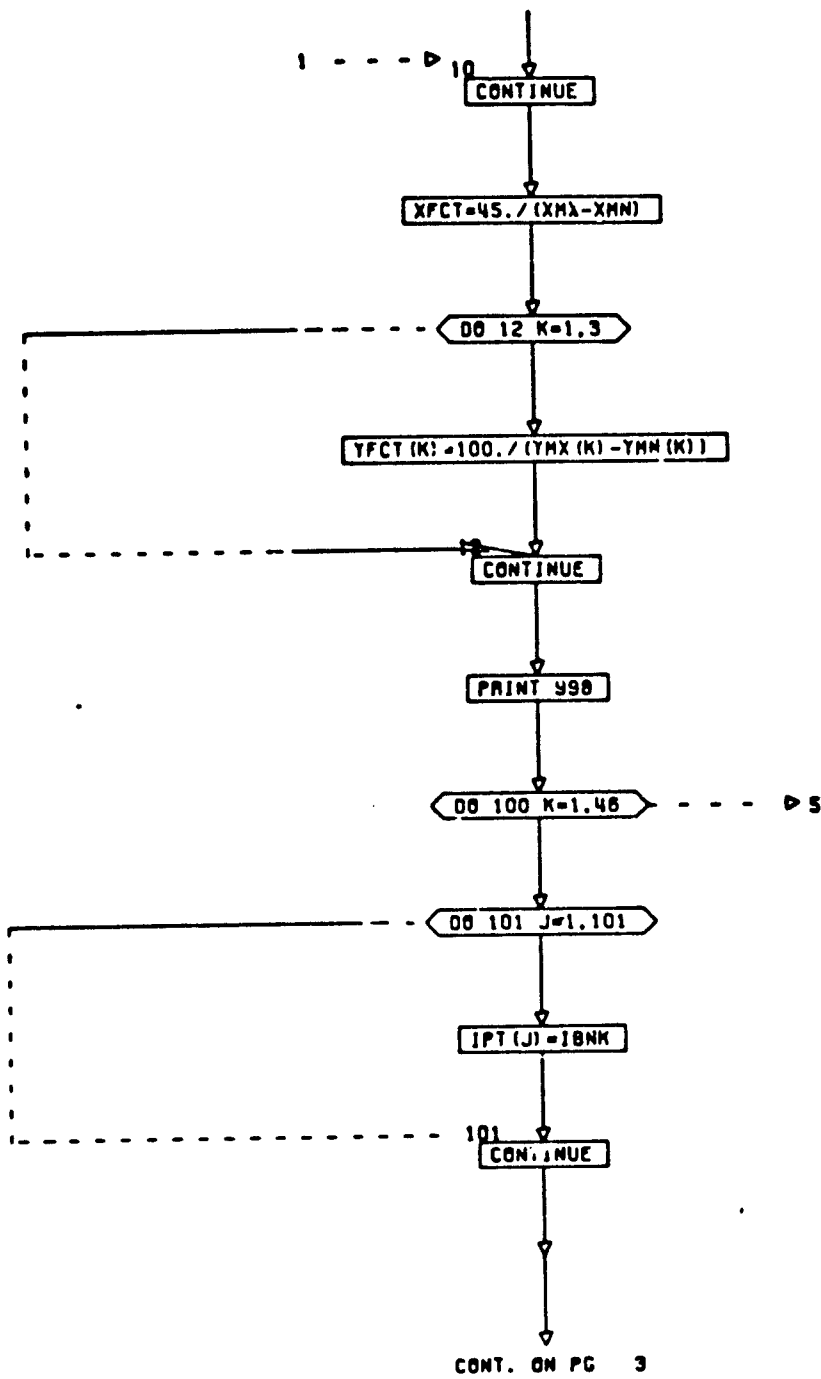 1
10
CONTINUE
XFCT=45./(XMX-XMN)
DO 12 K=1,3
YFCT(K)=100./(YMX(K)-YMN(K))
CONTINUE
PRINT 998
DO 100 K=1,46
5
DO 101 J=1,101
IPT(J)=IBNK
101
CONTINUE
CONT. ON PG 3